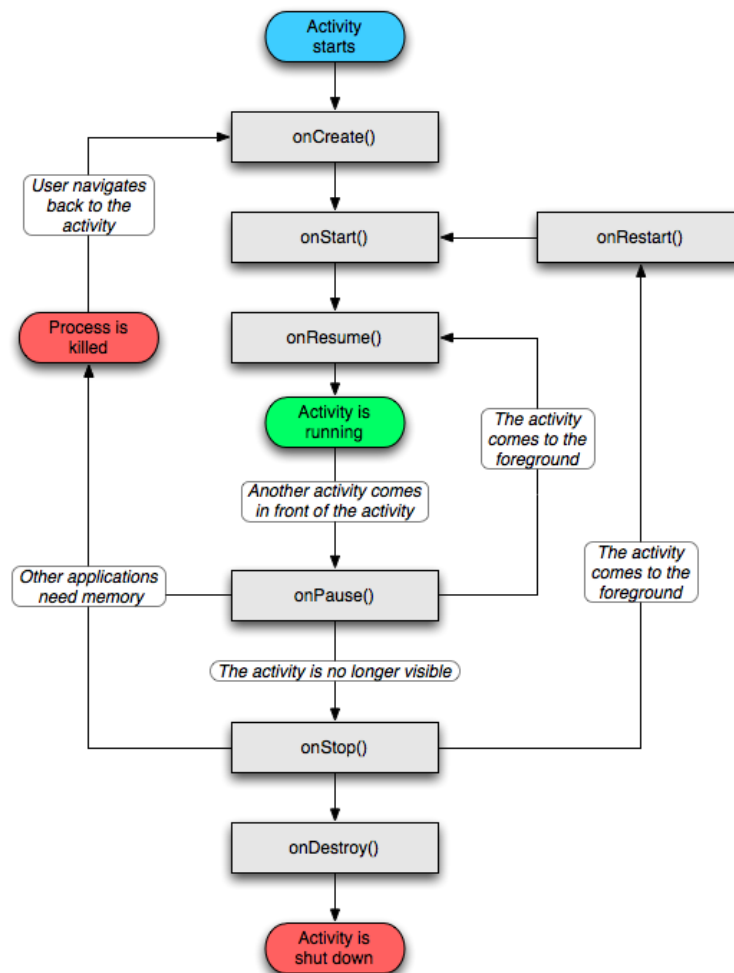 Activity
starts
onCreate()
User navigates
back to the
activity
onStart()
onRestart()
Process is
killed
onResume()
Activity is
running
The activity
comes to the
foreground
Another activity comes
in front of the activity
The activity
comes to the
foreground
Other applications
need memory
onPause()
The activity is no longer visible
onStop()
onDestroy()
Activity is
shut down